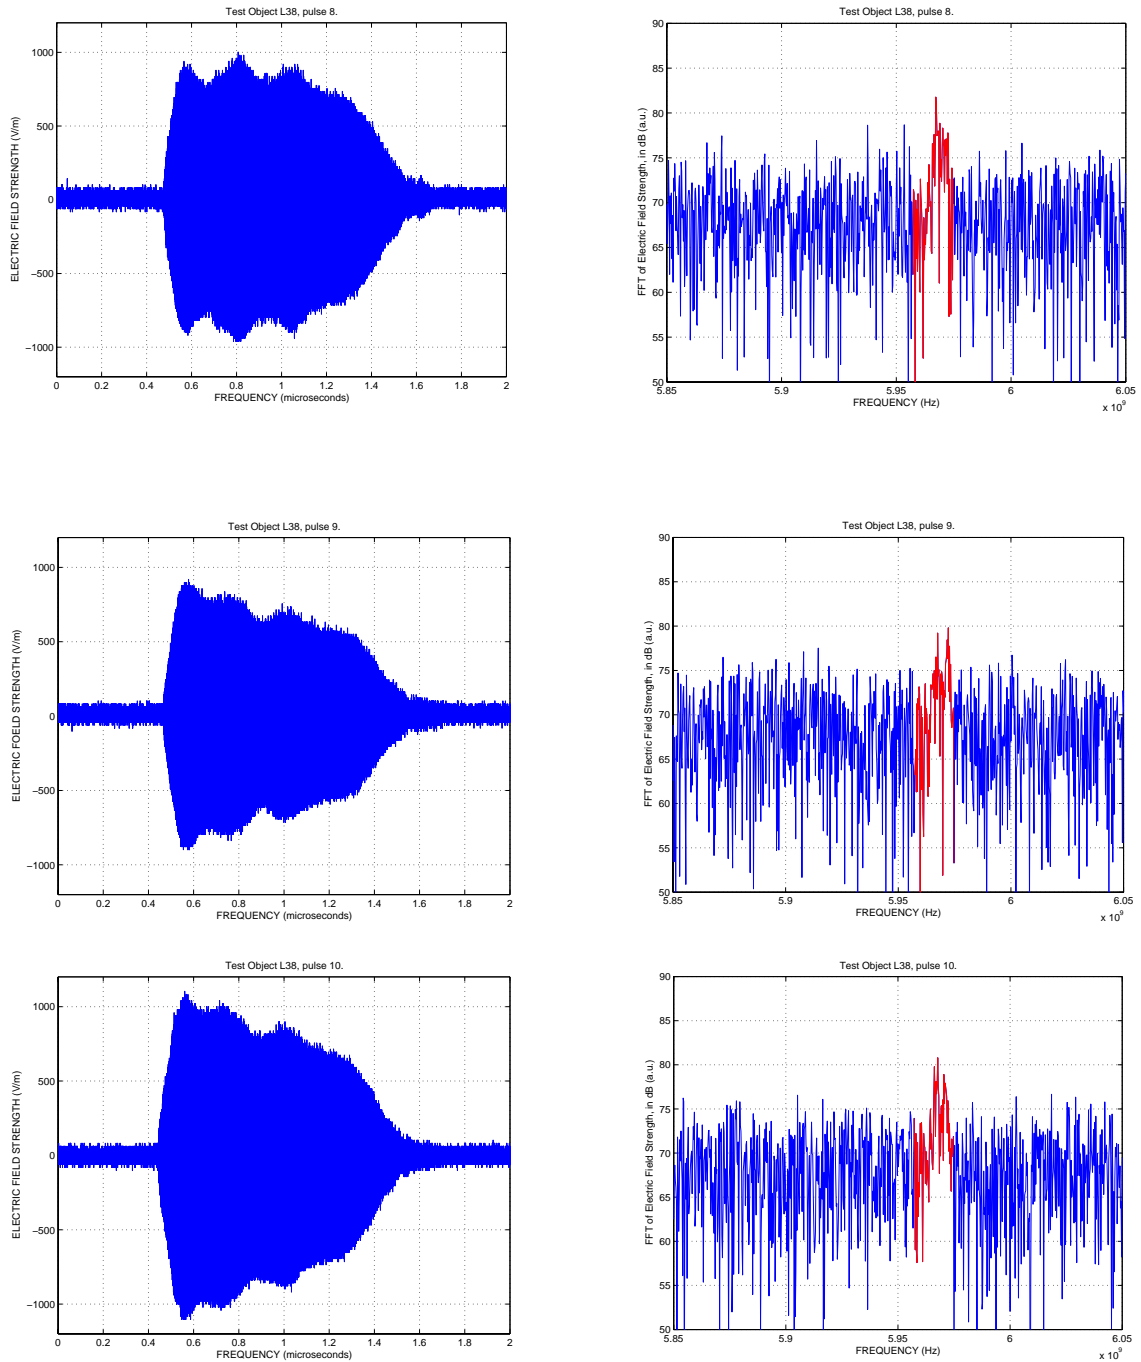 Test Object L38, pulse 8.
ELECTRIC FIELD STRENGTH (V/m)
1000
500
0
−500
−1000
0 0.2 0.4 0.6 0.8 1 1.2 1.4 1.6 1.8 2
FREQUENCY (microseconds)
Test Object L38, pulse 8.
FFT of Electric Field Strength, in dB (a.u.)
90
85
80
75
70
65
60
55
50
5.85 5.9 5.95 6 6.05
FREQUENCY (Hz)
x 10^9
Test Object L38, pulse 9.
ELECTRIC FOELD STRENGTH (V/m)
1000
500
0
−500
−1000
0 0.2 0.4 0.6 0.8 1 1.2 1.4 1.6 1.8 2
FREQUENCY (microseconds)
Test Object L38, pulse 9.
FFT of Electric Field Strength, in dB (a.u.)
90
85
80
75
70
65
60
55
50
5.85 5.9 5.95 6 6.05
FREQUENCY (Hz)
x 10^9
Test Object L38, pulse 10.
ELECTRIC FIELD STRENGTH (V/m)
1000
500
0
−500
−1000
0 0.2 0.4 0.6 0.8 1 1.2 1.4 1.6 1.8 2
FREQUENCY (microseconds)
Test Object L38, pulse 10.
FFT of Electric Field Strength, in dB (a.u.)
90
85
80
75
70
65
60
55
50
5.85 5.9 5.95 6 6.05
FREQUENCY (Hz)
x 10^9